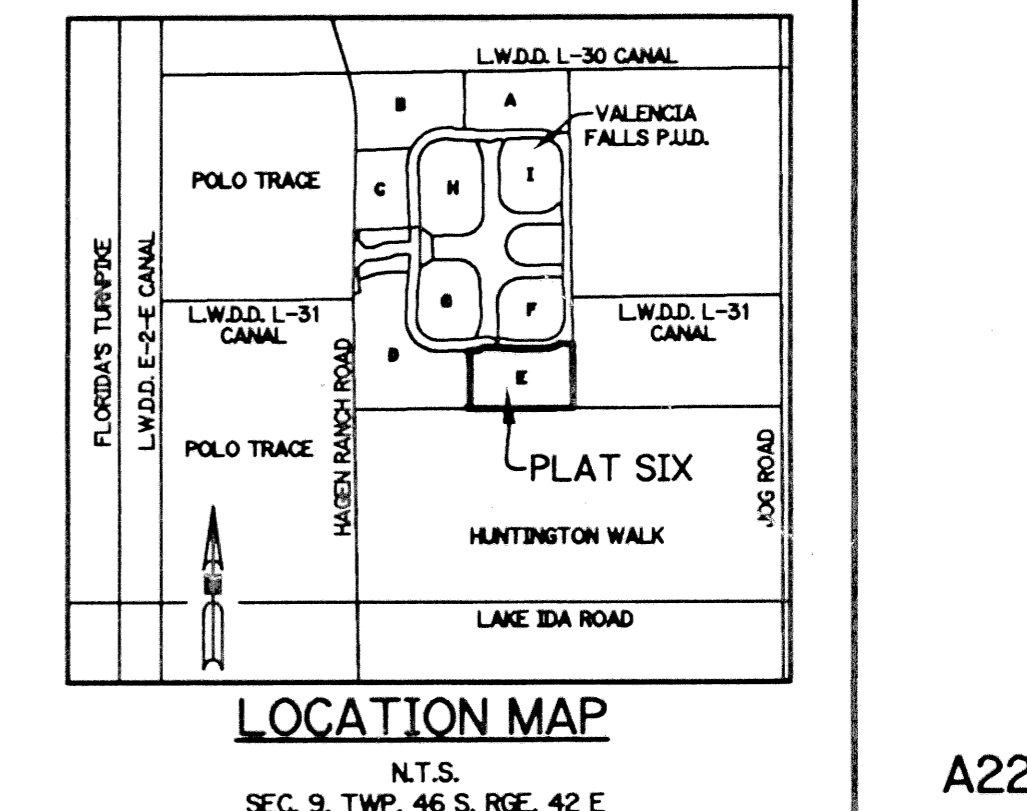 L.W.D.D. L-30 CANAL
B
A
VALENCIA
FALLS P.U.D.
POLO TRACE
C
H
I
FLORIDA'S TURNPIKE
L.W.D.D. E-2-E CANAL
L.W.D.D. L-31
CANAL
G
F
L.W.D.D. L-31
CANAL
D
E
HAGEN RANCH ROAD
POLO TRACE
PLAT SIX
JOG ROAD
HUNTINGTON WALK
LAKE IDA ROAD
LOCATION MAP
N.T.S.
SEC. 9, TWP. 46 S, RGE. 42 E
A22